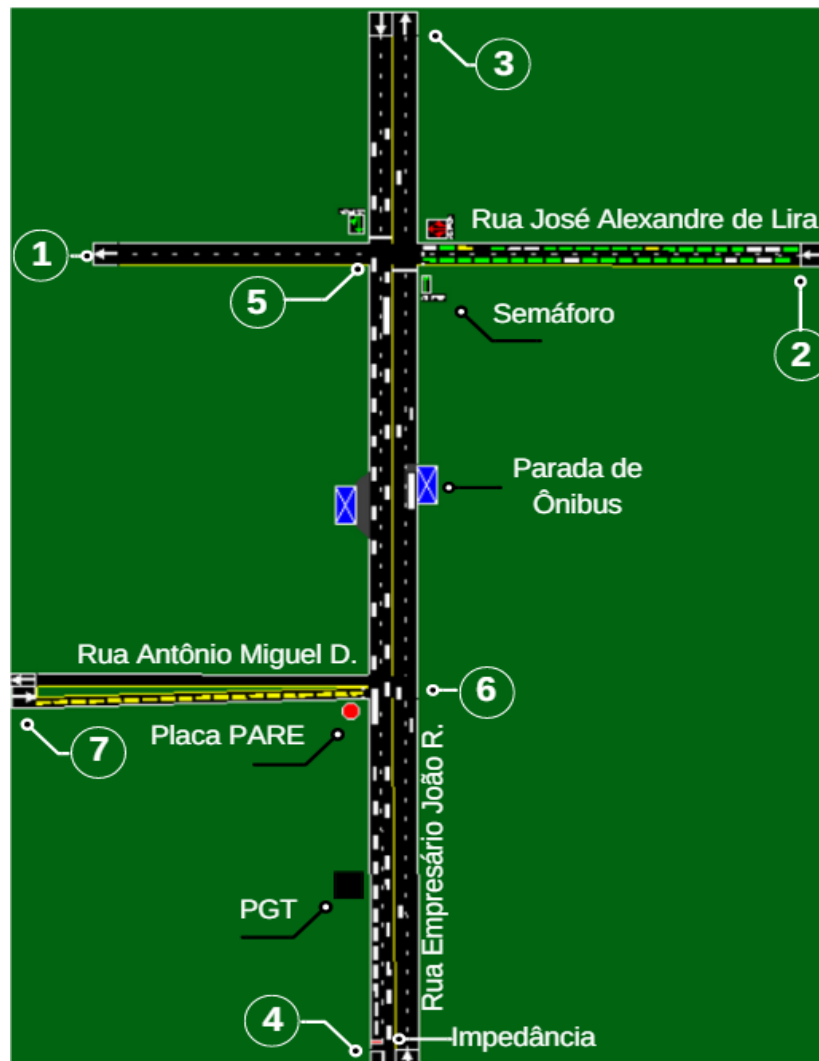 3
Rua José Alexandre de Lira
1
5
Semáforo
2
Parada de
Ônibus
Rua Antônio Miguel D.
6
Placa PARE
7
Rua Empresário João R.
PGT
4
Impedância